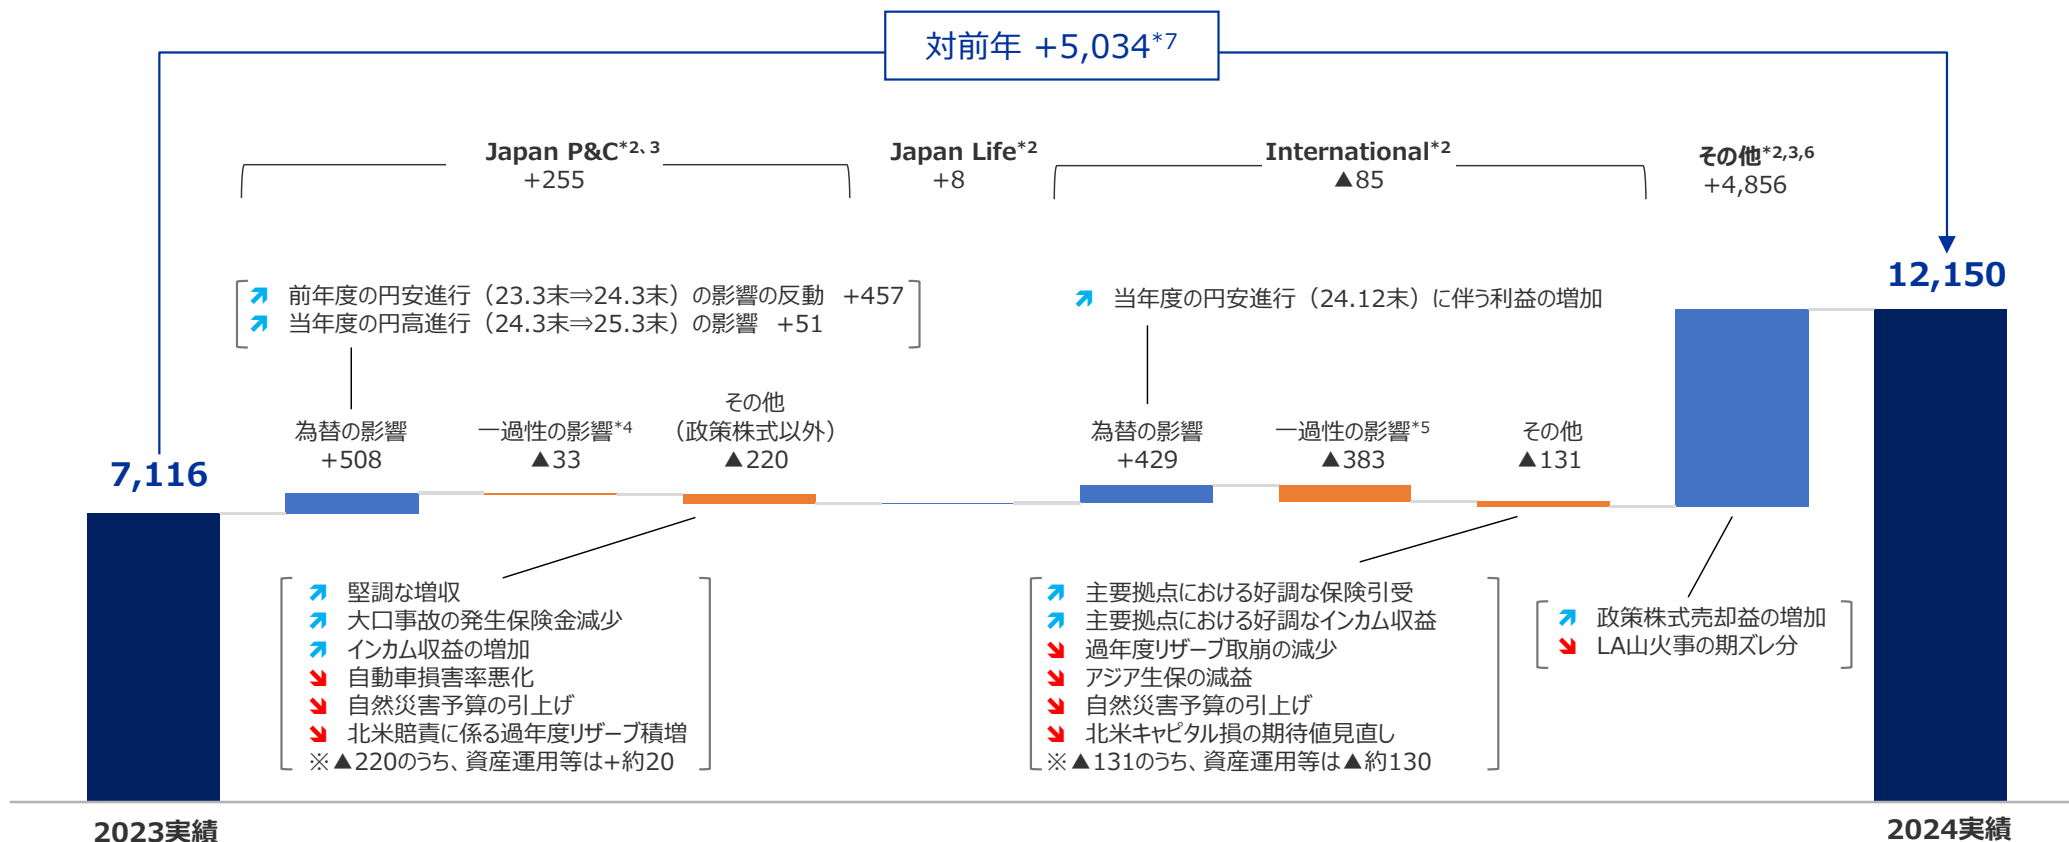 対前年 +5,034*7
Japan P&C*2、3
+255
Japan Life*2
+8
International*2
▲85
その他*2,3,6
+4,856
前年度の円安進行（23.3末⇒24.3末）の影響の反動 +457
当年度の円高進行（24.3末⇒25.3末）の影響 +51
当年度の円安進行（24.12末）に伴う利益の増加
12,150
7,116
為替の影響
+508
一過性の影響*4
▲33
その他
（政策株式以外）
▲220
為替の影響
+429
一過性の影響*5
▲383
その他
▲131
堅調な増収
大口事故の発生保険金減少
インカム収益の増加
自動車損害率悪化
自然災害予算の引上げ
北米賠責に係る過年度リザーブ積増
※▲220のうち、資産運用等は+約20
主要拠点における好調な保険引受
主要拠点における好調なインカム収益
過年度リザーブ取崩の減少
アジア生保の減益
自然災害予算の引上げ
北米キャピタル損の期待値見直し
※▲131のうち、資産運用等は▲約130
政策株式売却益の増加
LA山火事の期ズレ分
2023実績
2024実績